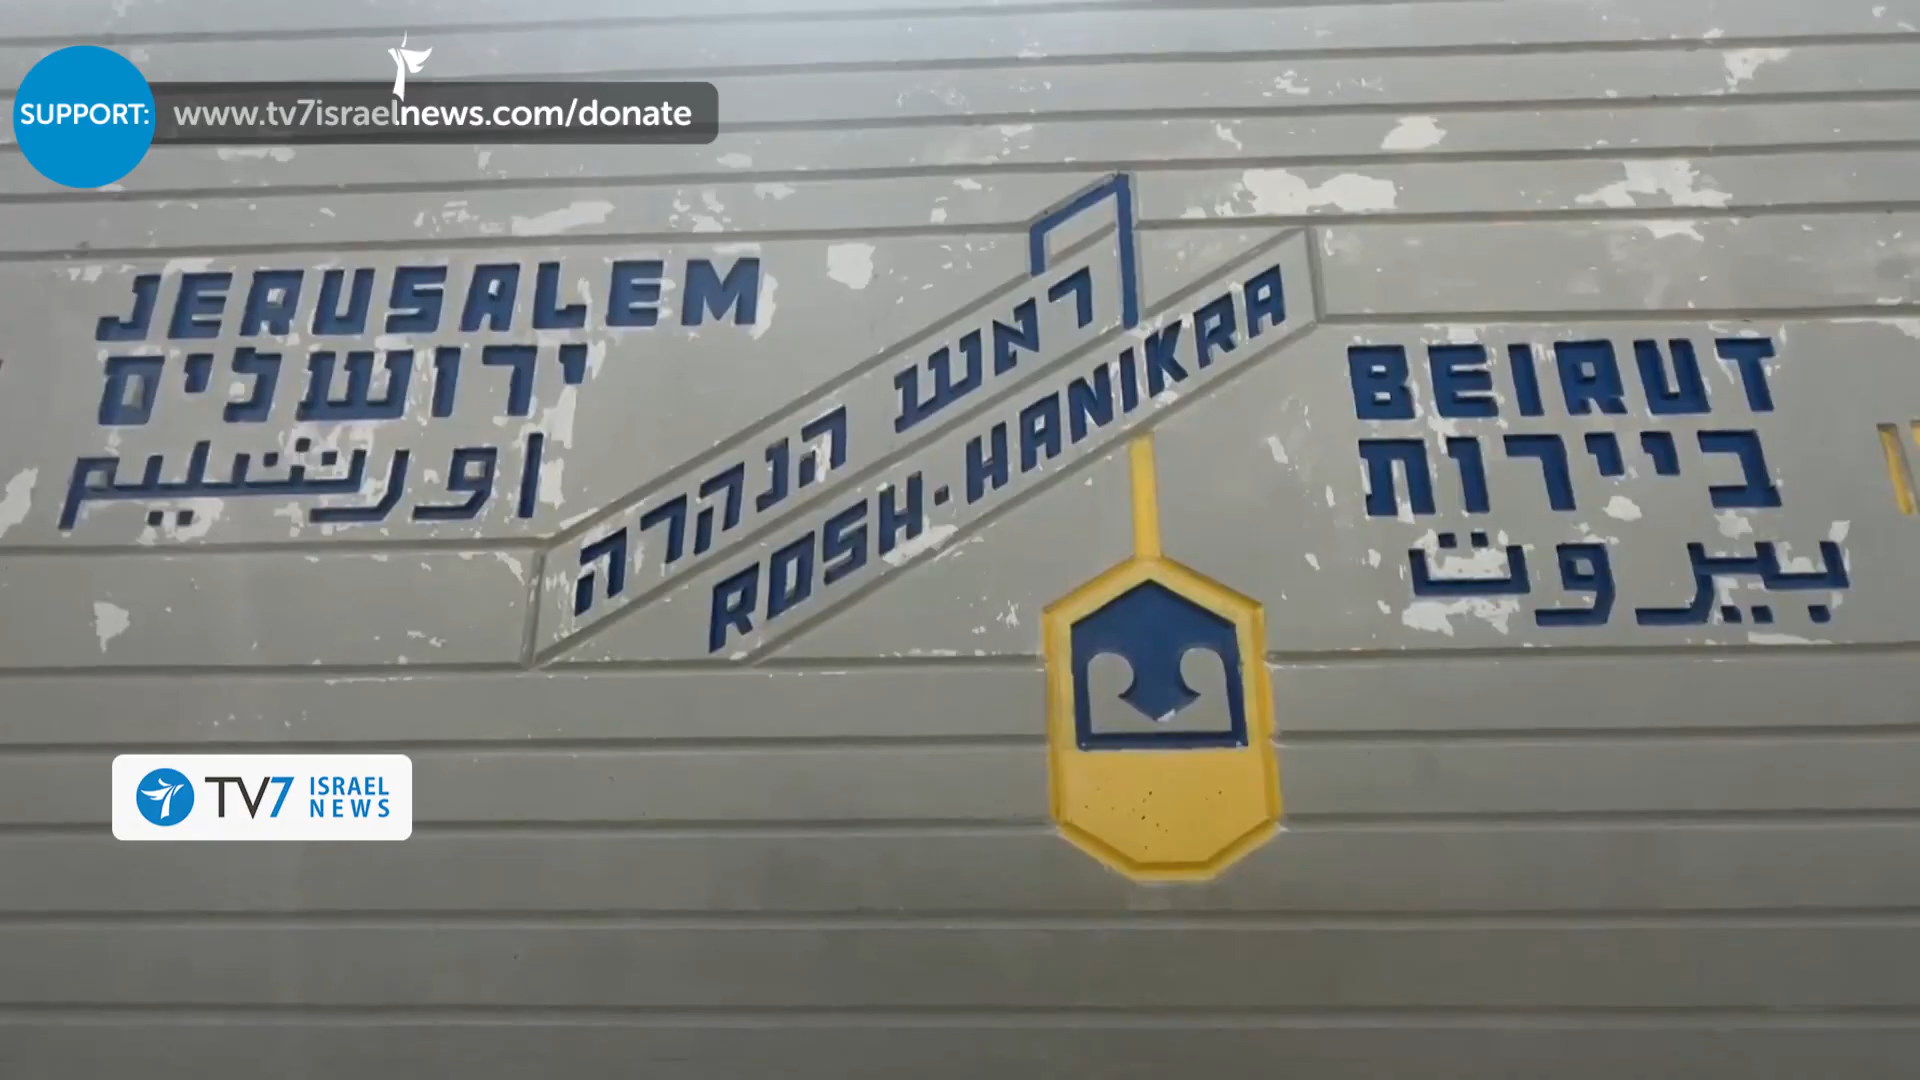 SUPPORT:
www.tv7israelnews.com/donate
JERUSALEM
ירושלים
اورشليم
ראש הנקרה
ROSH-HANIKRA
BEIRUT
ביירות
بيروت
TV7 ISRAEL
NEWS